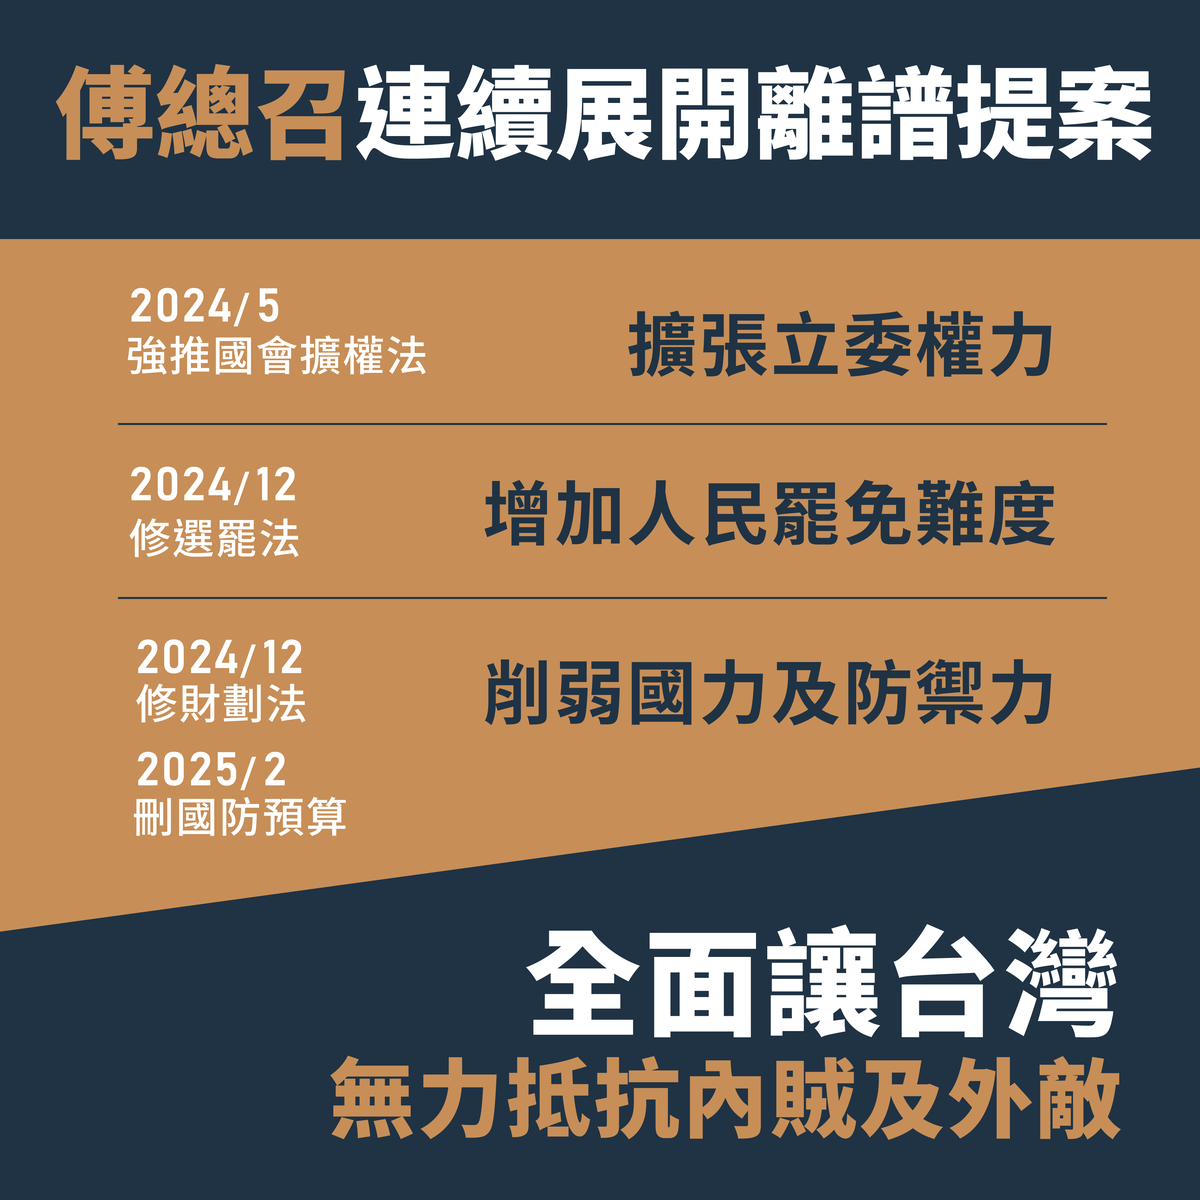 傅總召連續展開離譜提案
2024/5
強推國會擴權法
擴張立委權力
2024/12
修選罷法
增加人民罷免難度
2024/12
修財劃法
削弱國力及防禦力
2025/2
刪國防預算
全面讓台灣
無力抵抗內賊及外敵